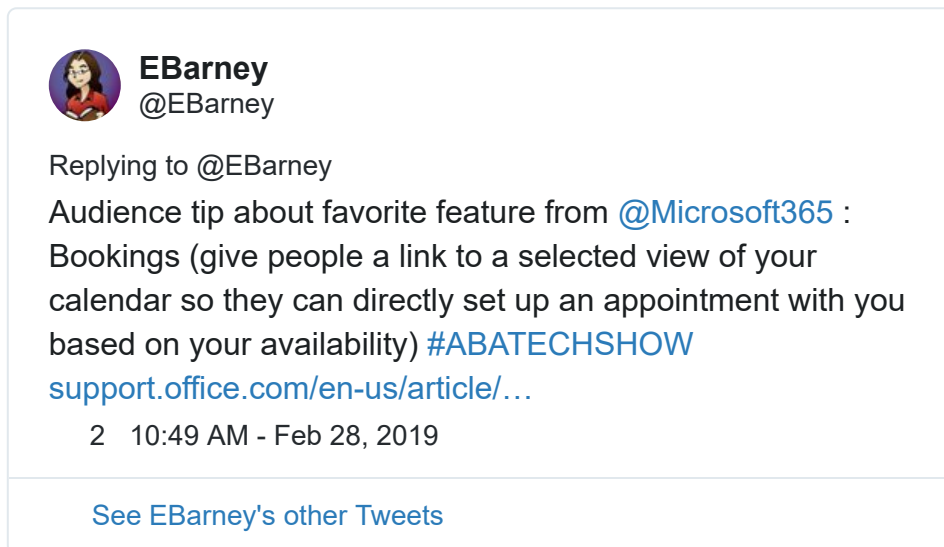 EBarney
@EBarney
Replying to @EBarney
Audience tip about favorite feature from @Microsoft365 :
Bookings (give people a link to a selected view of your
calendar so they can directly set up an appointment with you
based on your availability) #ABATECHSHOW
support.office.com/en-us/article/…
2 10:49 AM - Feb 28, 2019
See EBarney's other Tweets